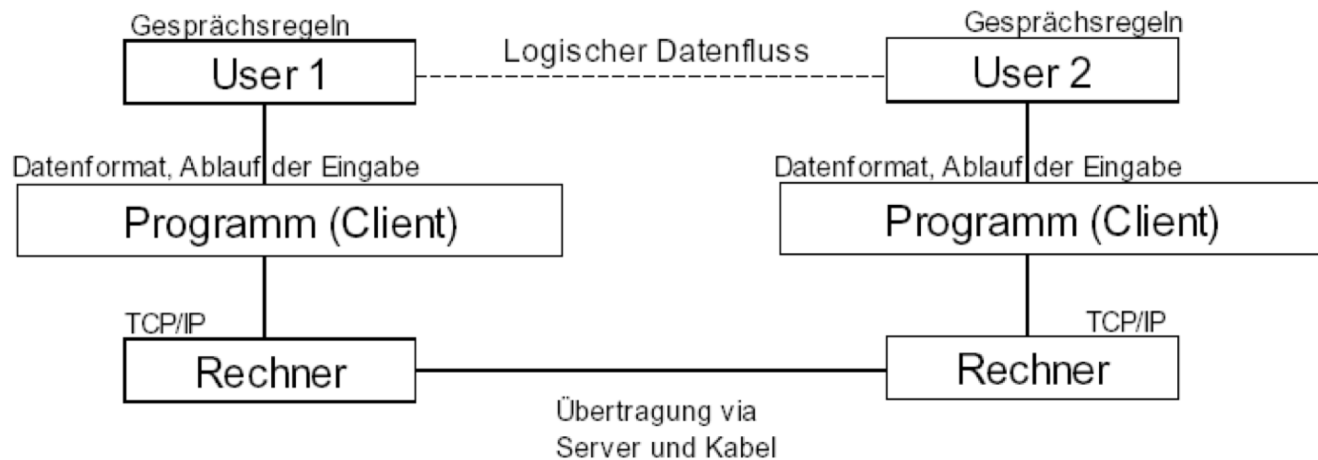 Gesprächsregeln
Gesprächsregeln
User 1
Logischer Datenfluss
User 2
Datenformat, Ablauf der Eingabe
Datenformat, Ablauf der Eingabe
Programm (Client)
Programm (Client)
TCP/IP
TCP/IP
Rechner
Rechner
Übertragung via
Server und Kabel